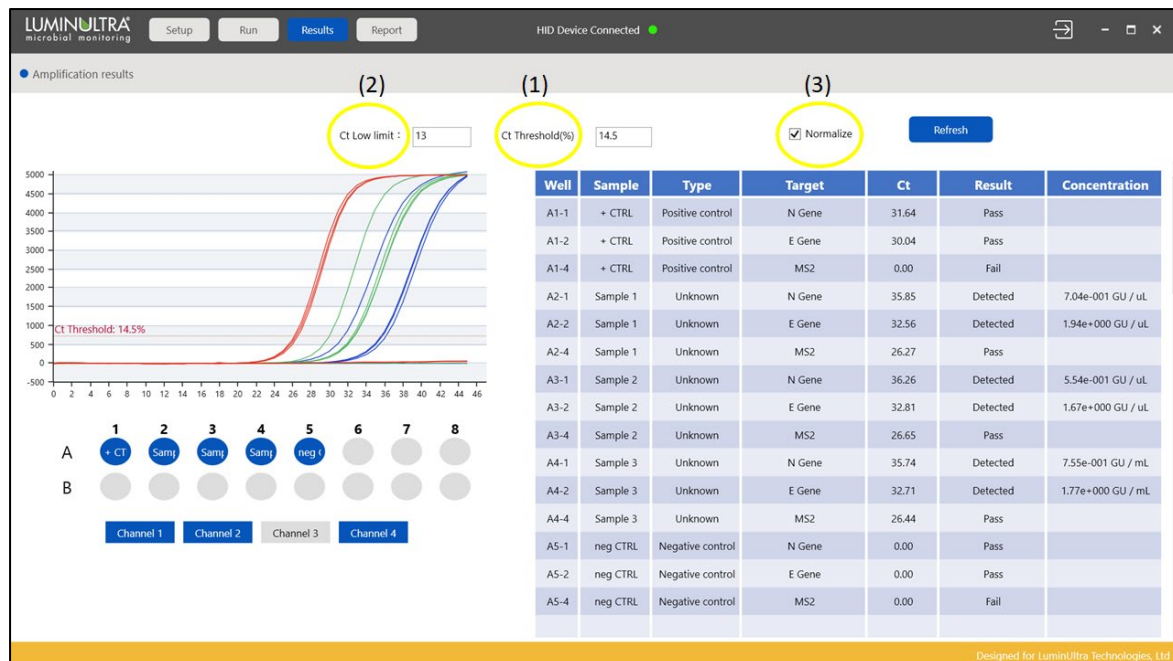 LUMINULTRA
microbial monitoring
Setup Run Results Report
HID Device Connected
Amplification results
(2) (1) (3)
Ct Low limit : 13 Ct Threshold(%) 14.5 Normalize Refresh
5000
4500
4000
3500
3000
2500
2000
1500
1000
500
0
-500
Ct Threshold: 14.5%
0 2 4 6 8 10 12 14 16 18 20 22 24 26 28 30 32 34 36 38 40 42 44 46
1 2 3 4 5 6 7 8
A + CT Samp Samp Samp neg C
B
Channel 1 Channel 2 Channel 3 Channel 4
Well Sample Type Target Ct Result Concentration
A1-1 + CTRL Positive control N Gene 31.64 Pass
A1-2 + CTRL Positive control E Gene 30.04 Pass
A1-4 + CTRL Positive control MS2 0.00 Fail
A2-1 Sample 1 Unknown N Gene 35.85 Detected 7.04e-001 GU / uL
A2-2 Sample 1 Unknown E Gene 32.56 Detected 1.94e+000 GU / uL
A2-4 Sample 1 Unknown MS2 26.27 Pass
A3-1 Sample 2 Unknown N Gene 36.26 Detected 5.54e-001 GU / uL
A3-2 Sample 2 Unknown E Gene 32.81 Detected 1.67e+000 GU / uL
A3-4 Sample 2 Unknown MS2 26.65 Pass
A4-1 Sample 3 Unknown N Gene 35.74 Detected 7.55e-001 GU / mL
A4-2 Sample 3 Unknown E Gene 32.71 Detected 1.77e+000 GU / mL
A4-4 Sample 3 Unknown MS2 26.44 Pass
A5-1 neg CTRL Negative control N Gene 0.00 Pass
A5-2 neg CTRL Negative control E Gene 0.00 Pass
A5-4 neg CTRL Negative control MS2 0.00 Fail
Designed for LuminUltra Technologies, Ltd